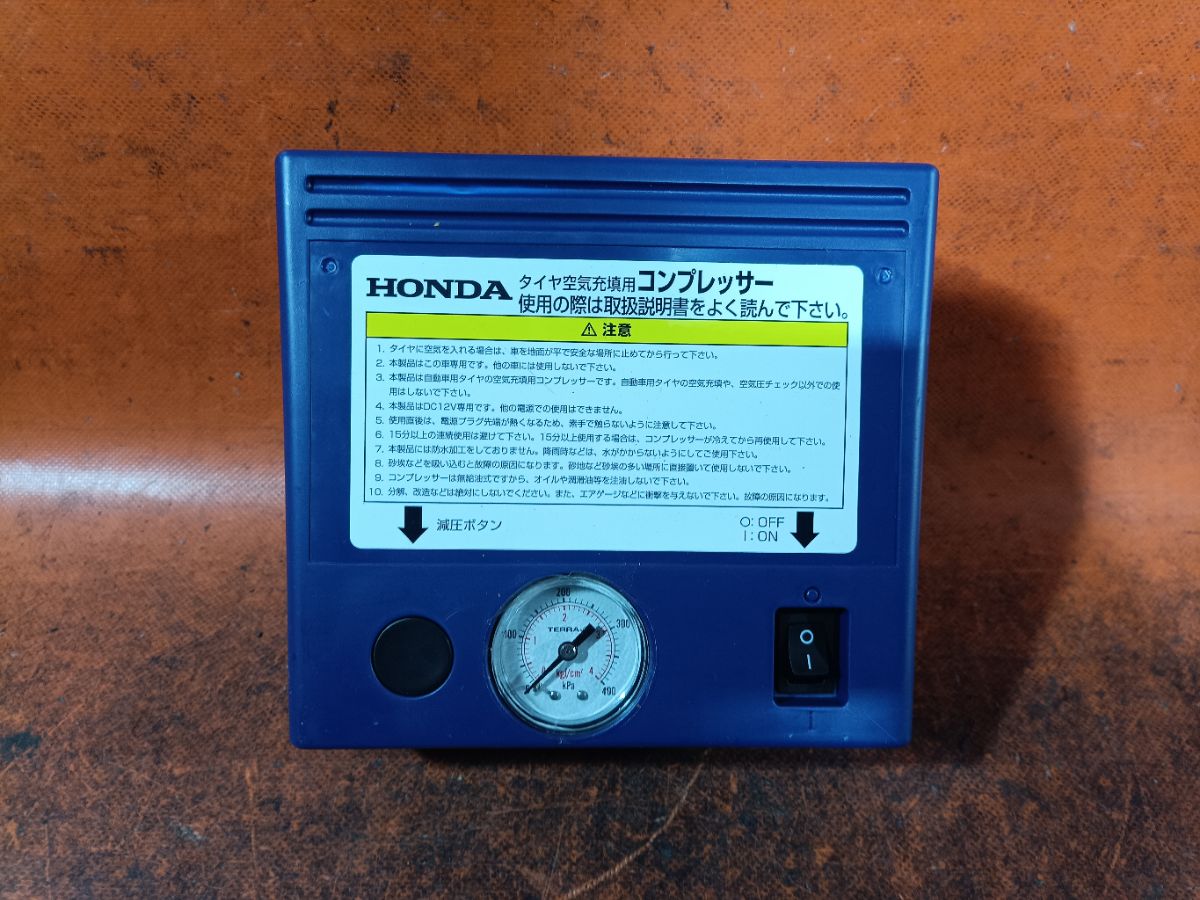 HONDA タイヤ空気充填用コンプレッサー
使用の際は取扱説明書をよく読んで下さい。
⚠ 注意
1. タイヤに空気を入れる場合は、車を地面が平で安全な場所に止めてから行って下さい。
2. 本製品はこの車専用です。他の車には使用しないで下さい。
3. 本製品は自動車用タイヤの空気充填用コンプレッサーです。自動車用タイヤの空気充填や、空気圧チェック以外での使
用はしないで下さい。
4. 本製品はDC12V専用です。他の電源での使用はできません。
5. 使用直後は、電源プラグ先端が熱くなるため、素手で触らないように注意して下さい。
6. 15分以上の連続使用は避けて下さい。15分以上使用する場合は、コンプレッサーが冷えてから再使用して下さい。
7. 本製品には防水加工をしておりません。降雨時などは、水がかからないようにしてご使用下さい。
8. 砂埃などを吸い込むと故障の原因になります。砂地など砂埃の多い場所に直接置いて使用しないで下さい。
9. コンプレッサーは無給油式ですから、オイルや潤滑油等を注油しないで下さい。
10. 分解、改造などは絶対にしないでください。また、エアゲージなどに衝撃を与えないで下さい。故障の原因になります。
減圧ボタン
O: OFF
I: ON
100 200 300 490
1 2 3 4
TERRA
kgf/cm²
kPa
O
I